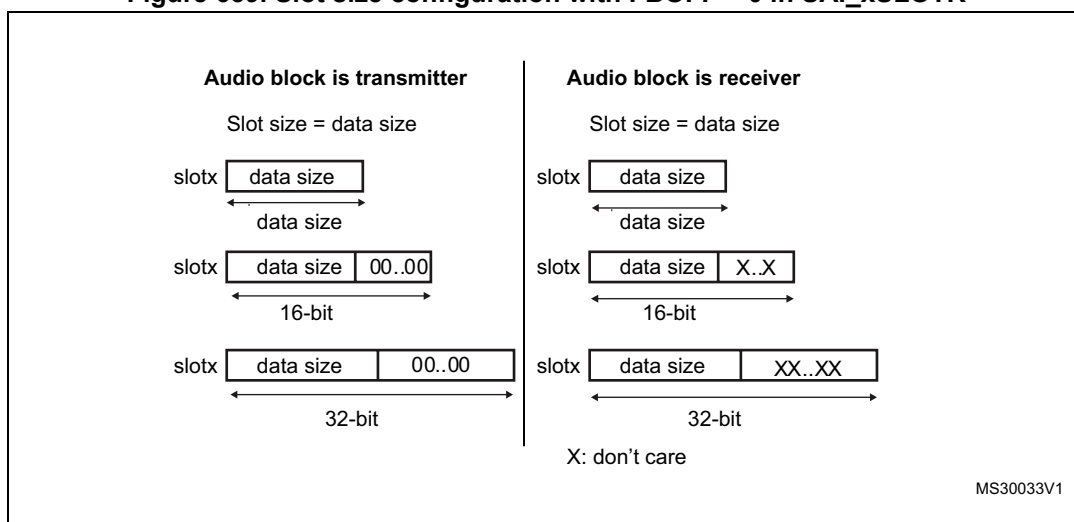 Audio block is transmitter
Slot size = data size
slotx data size
data size
slotx data size 00..00
16-bit
slotx data size 00..00
32-bit
Audio block is receiver
Slot size = data size
slotx data size
data size
slotx data size X..X
16-bit
slotx data size XX..XX
32-bit
X: don't care
MS30033V1